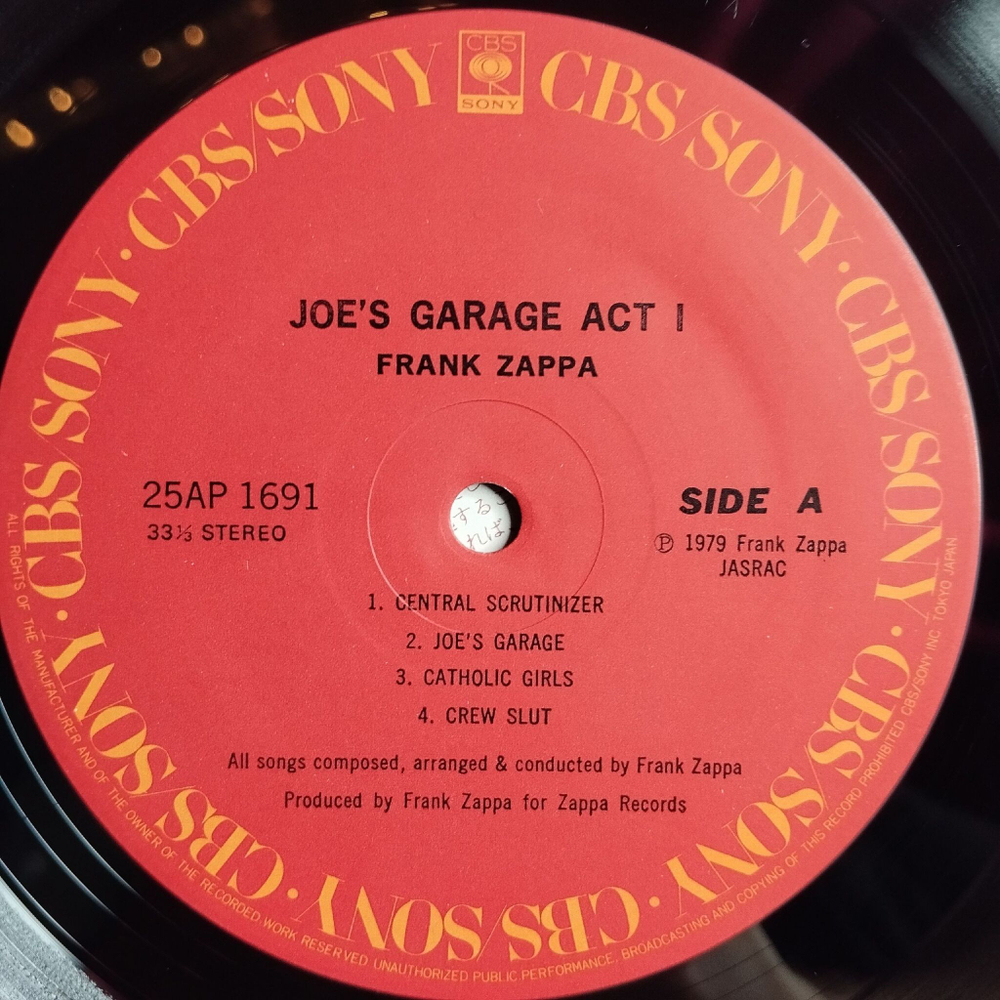 CBS
SONY
CBS/SONY · CBS/SONY · CBS/SONY · CBS/SONY · CBS/SONY · CBS/SONY · CBS/SONY · CBS/SONY
JOE'S GARAGE ACT I
FRANK ZAPPA
25AP 1691
33⅓ STEREO
SIDE A
Ⓟ 1979 Frank Zappa
JASRAC
する
れば
1. CENTRAL SCRUTINIZER
2. JOE'S GARAGE
3. CATHOLIC GIRLS
4. CREW SLUT
All songs composed, arranged & conducted by Frank Zappa
Produced by Frank Zappa for Zappa Records
ALL RIGHTS OF THE MANUFACTURER AND OF THE OWNER OF THE RECORDED WORK RESERVED UNAUTHORIZED PUBLIC PERFORMANCE, BROADCASTING AND COPYING OF THIS RECORD PROHIBITED CBS/SONY INC. TOKYO JAPAN